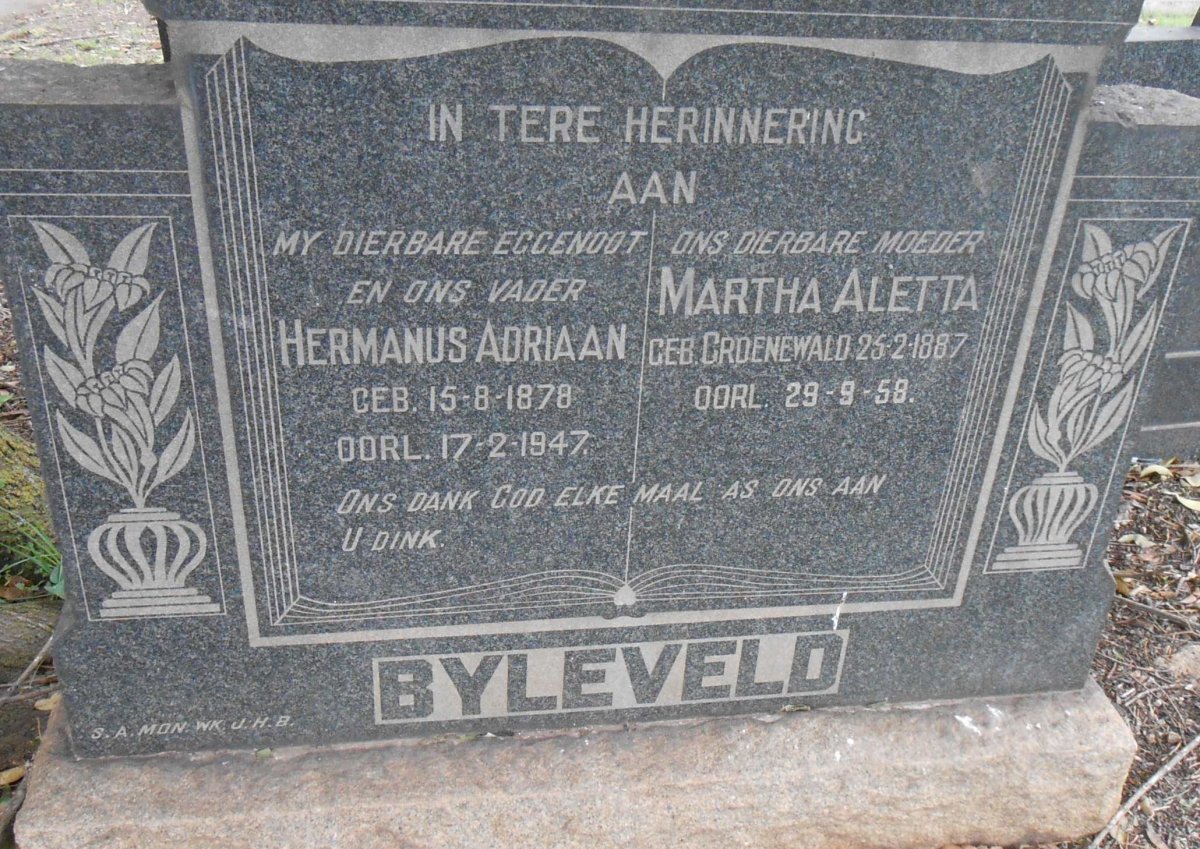 IN TERE HERINNERING
AAN
MY DIERBARE EGGENOOT
EN ONS VADER
HERMANUS ADRIAAN
GEB. 15-8-1878
OORL. 17-2-1947.
ONS DIERBARE MOEDER
MARTHA ALETTA
GEB. GROENEWALD 25-2-1887
OORL. 29-9-58.
ONS DANK GOD ELKE MAAL AS ONS AAN
U DINK.
BYLEVELD
S.A. MON. WK. J.H.B.